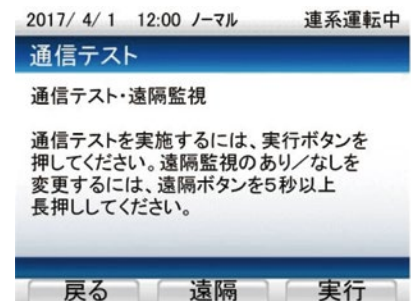 2017/ 4/ 1 12:00 ノーマル 連系運転中
通信テスト
通信テスト・遠隔監視
通信テストを実施するには、実行ボタンを
押してください。遠隔監視のあり／なしを
変更するには、遠隔ボタンを5秒以上
長押ししてください。
戻る 遠隔 実行